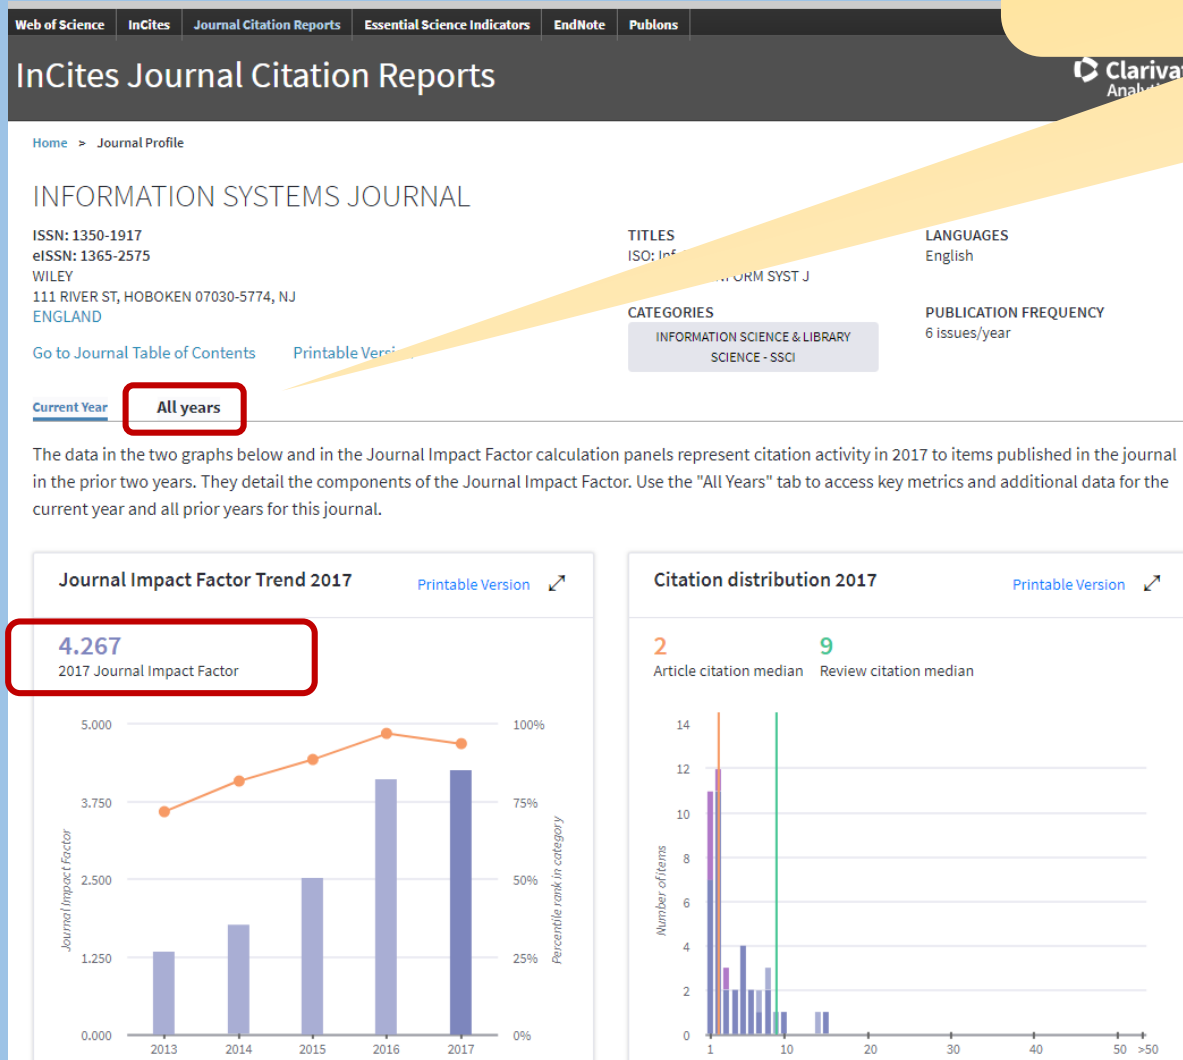 Web of Science InCites Journal Citation Reports Essential Science Indicators EndNote Publons
InCites Journal Citation Reports
Home > Journal Profile
INFORMATION SYSTEMS JOURNAL
ISSN: 1350-1917
eISSN: 1365-2575
WILEY
111 RIVER ST, HOBOKEN 07030-5774, NJ
ENGLAND
Go to Journal Table of Contents Printable
TITLES
ISO:
SYST J
LANGUAGES
English
CATEGORIES
INFORMATION SCIENCE & LIBRARY
SCIENCE - SSCI
PUBLICATION FREQUENCY
6 issues/year
Current Year All years
The data in the two graphs below and in the Journal Impact Factor calculation panels represent citation activity in 2017 to items published in the journal
in the prior two years. They detail the components of the Journal Impact Factor. Use the "All Years" tab to access key metrics and additional data for the
current year and all prior years for this journal.
Journal Impact Factor Trend 2017 Printable Version
4.267
2017 Journal Impact Factor
5.000
3.750
2.500
1.250
0.000
Journal Impact Factor
100%
75%
50%
25%
0%
Percentile rank in category
2013 2014 2015 2016 2017
Citation distribution 2017 Printable Version
2 9
Article citation median Review citation median
14
12
10
8
6
4
2
0
Number of items
1 10 20 30 40 50 >50